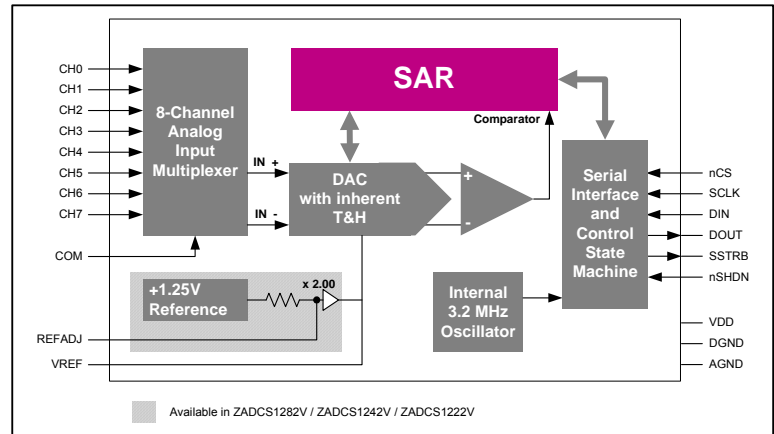 SAR
Comparator
CH0
CH1
CH2
CH3
CH4
CH5
CH6
CH7
COM
8-Channel
Analog
Input
Multiplexer
IN +
IN -
DAC
with inherent
T&H
+
-
Serial
Interface
and
Control
State
Machine
nCS
SCLK
DIN
DOUT
SSTRB
nSHDN
+1.25V
Reference
x 2.00
Internal
3.2 MHz
Oscillator
REFADJ
VREF
VDD
DGND
AGND
Available in ZADCS1282V / ZADCS1242V / ZADCS1222V